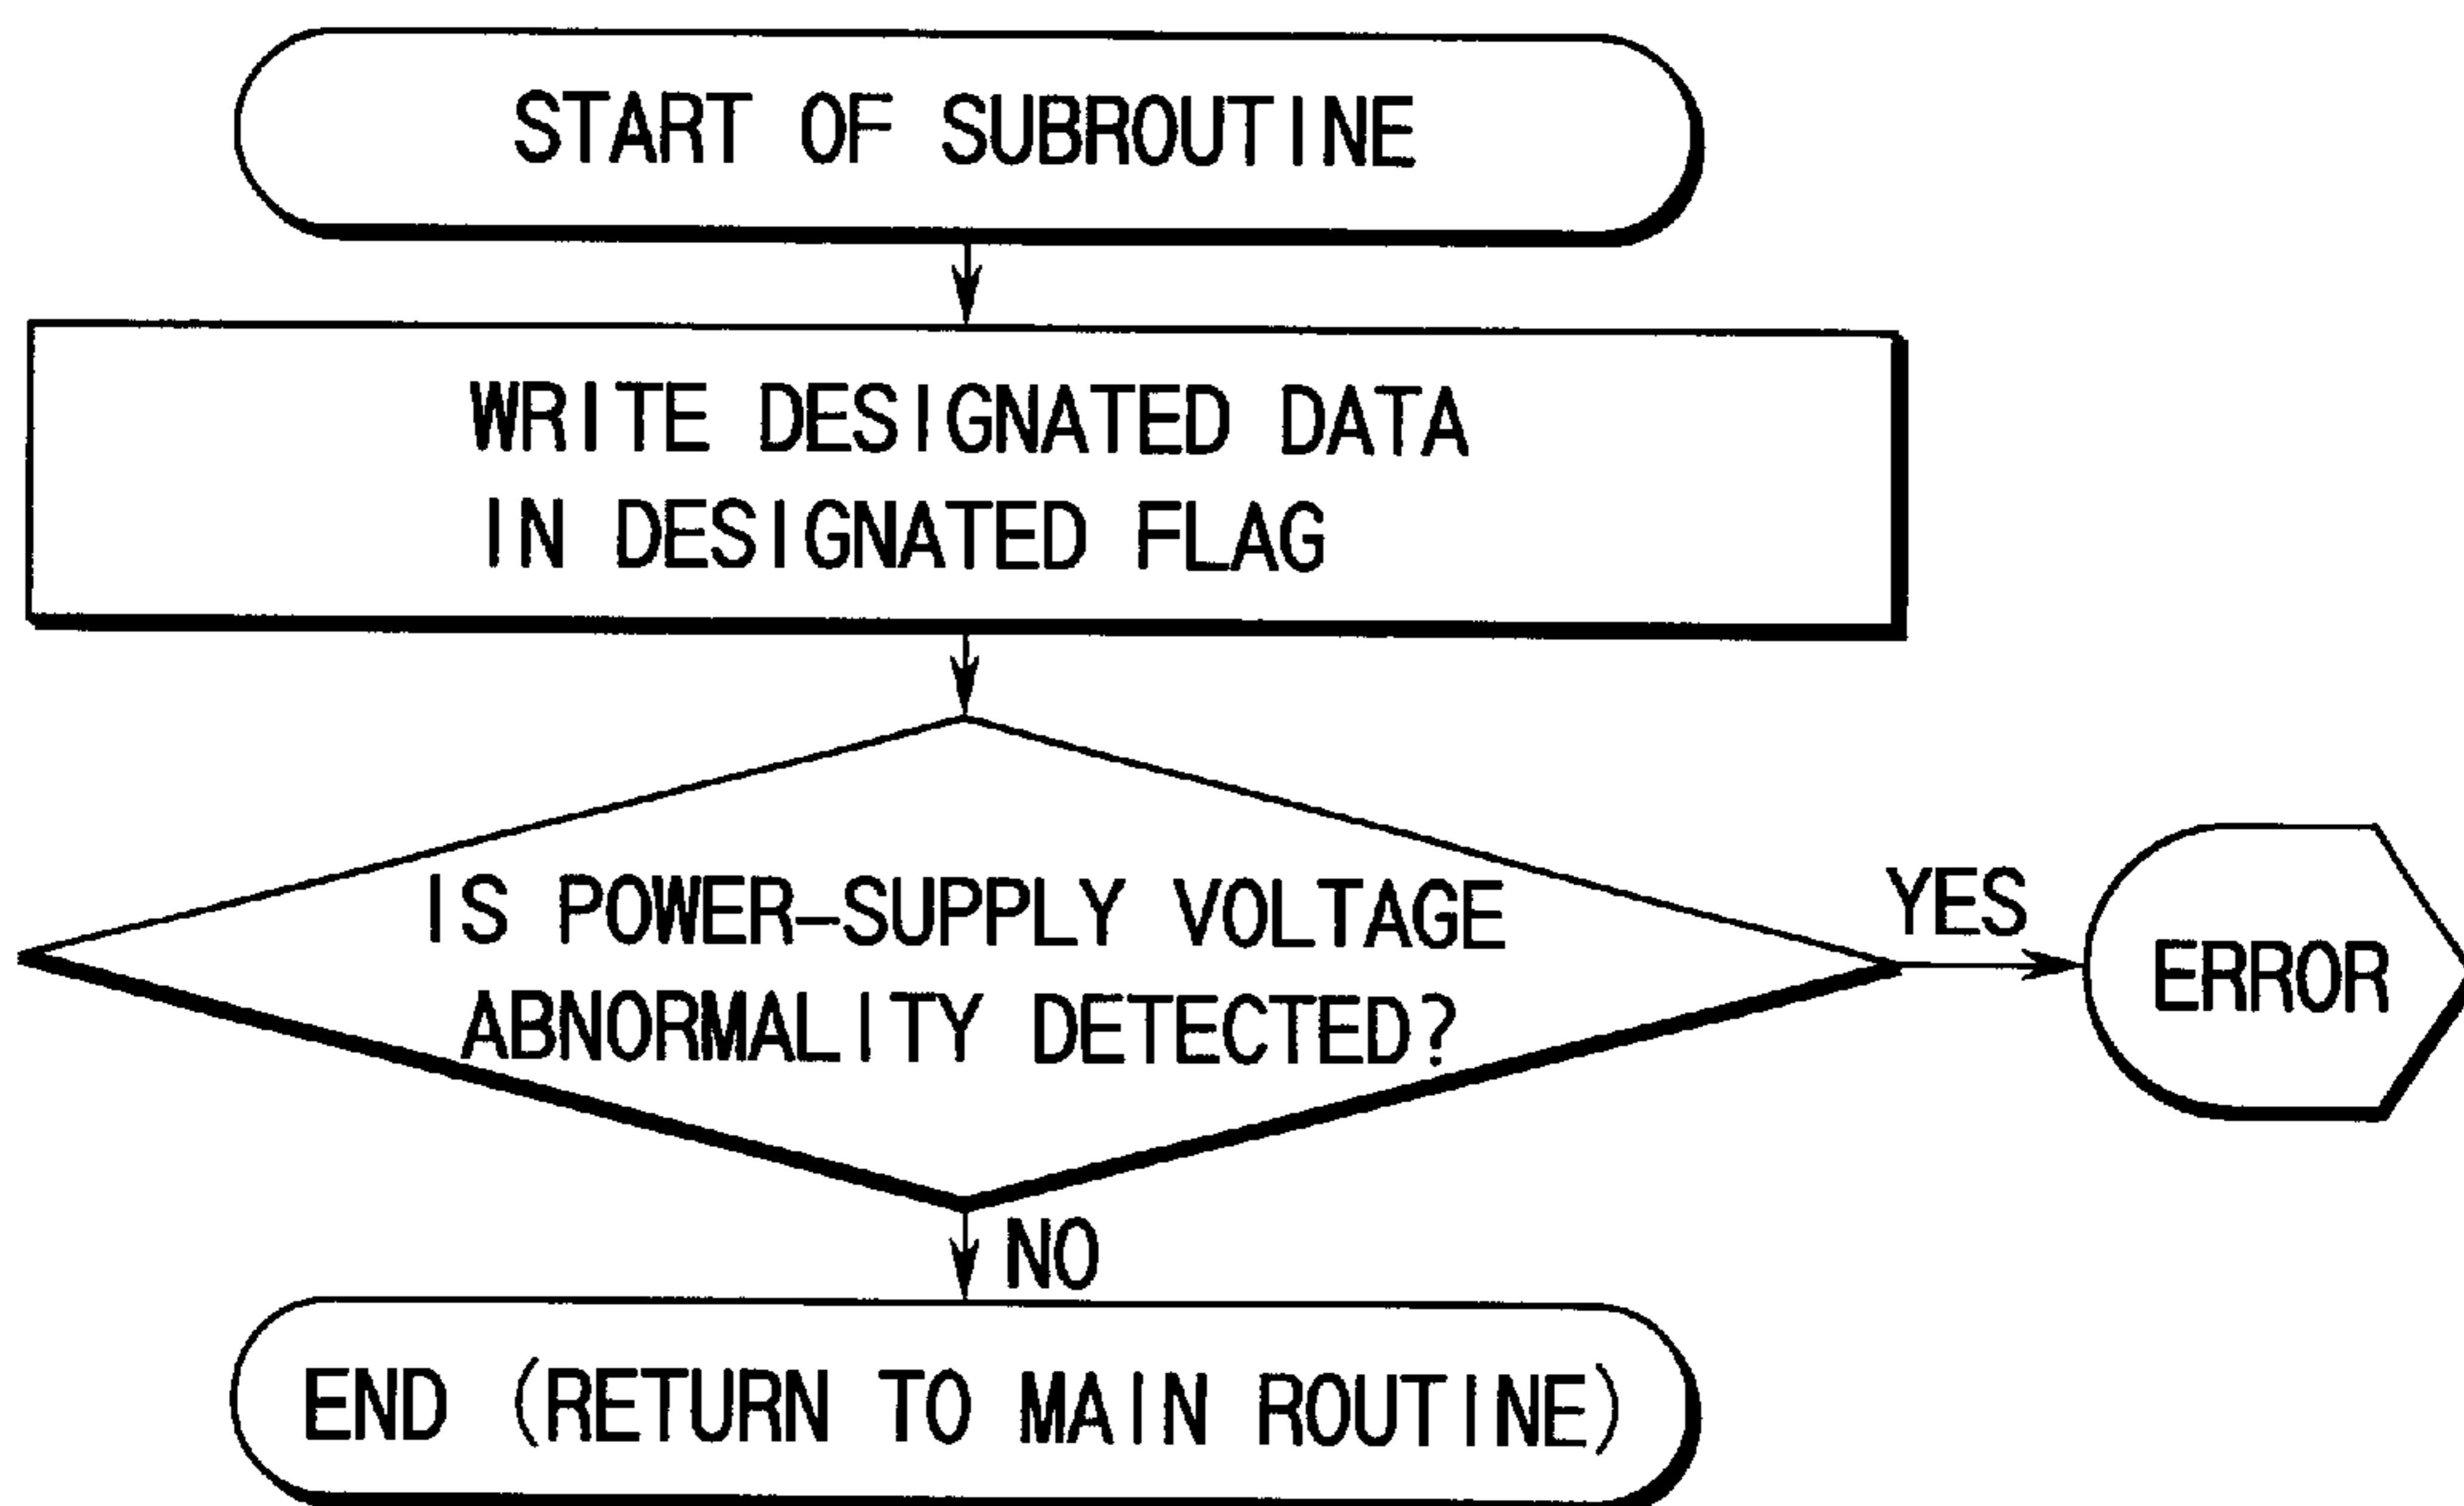 START OF SUBROUTINE
WRITE DESIGNATED DATA
IN DESIGNATED FLAG
IS POWER-SUPPLY VOLTAGE
ABNORMALITY DETECTED?
YES
ERROR
NO
END (RETURN TO MAIN ROUTINE)